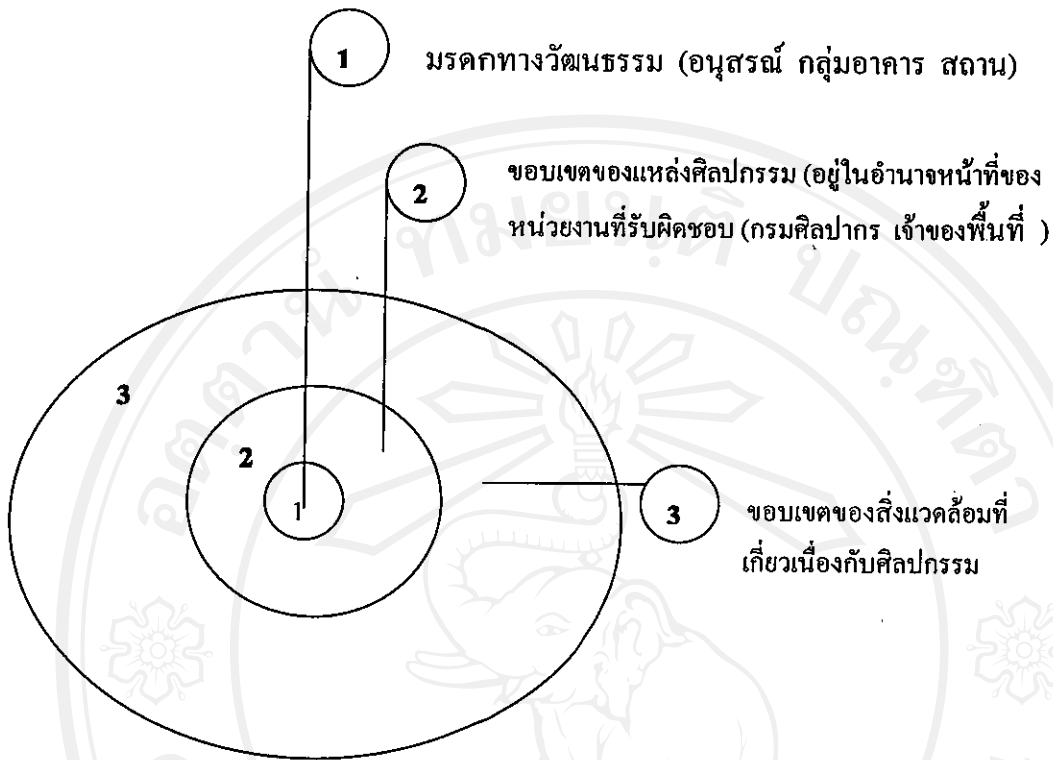 1 มรดกทางวัฒนธรรม (อนุสรณ์ กลุ่มอาคาร สถาน)
2 ขอบเขตของแหล่งศิลปกรรม (อยู่ในอำนาจหน้าที่ของ
หน่วยงานที่รับผิดชอบ (กรมศิลปากร เจ้าของพื้นที่ )
3
2
1
3 ขอบเขตของสิ่งแวดล้อมที่
เกี่ยวเนื่องกับศิลปกรรม